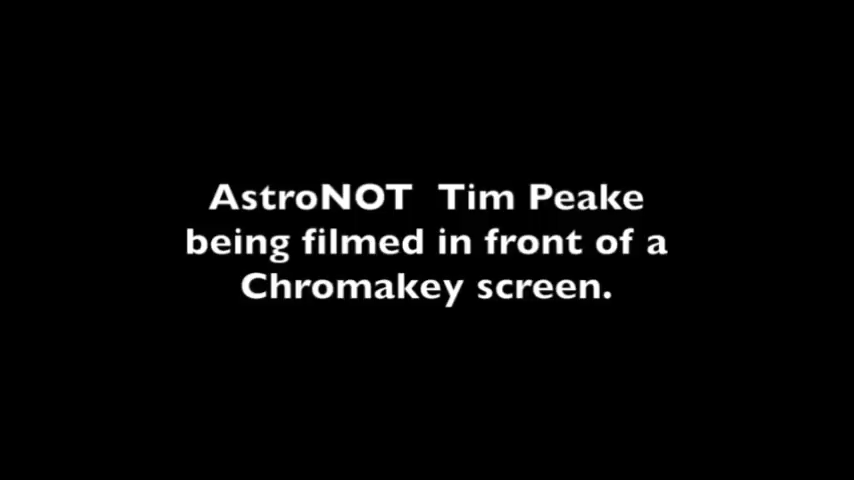 AstroNOT  Tim Peake
being filmed in front of a
Chromakey screen.